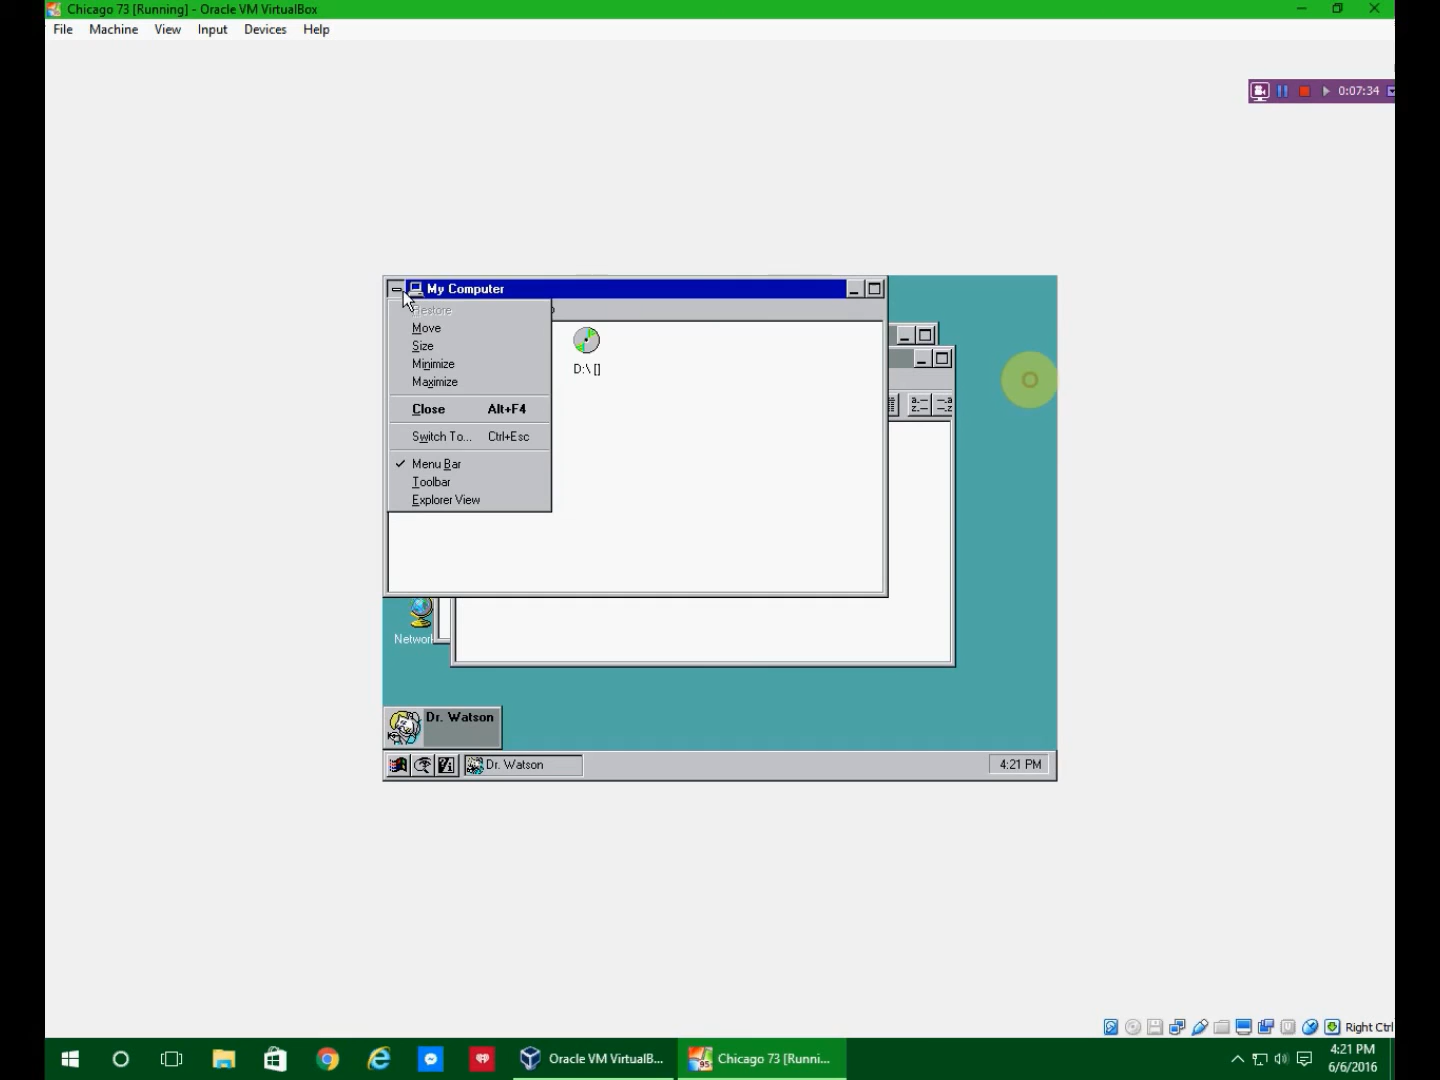 Chicago 73 [Running] - Oracle VM VirtualBox
File Machine View Input Devices Help
0:07:34
My Computer
Restore
Move
Size
Minimize
Maximize
Close Alt+F4
Switch To... Ctrl+Esc
Menu Bar
Toolbar
Explorer View
D:\ []
a.—
z.—
—.z
—.a
Network
Dr. Watson
Dr. Watson
4:21 PM
Right Ctrl
Oracle VM VirtualB...
Chicago 73 [Runni...
95
4:21 PM
6/6/2016